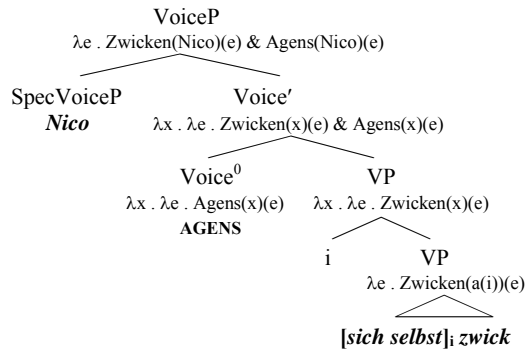 VoiceP
λe . Zwicken(Nico)(e) & Agens(Nico)(e)
SpecVoiceP Voice′
Nico λx . λe . Zwicken(x)(e) & Agens(x)(e)
Voice⁰ VP
λx . λe . Agens(x)(e) λx . λe . Zwicken(x)(e)
AGENS
i VP
λe . Zwicken(a(i))(e)
[sich selbst]ᵢ zwick